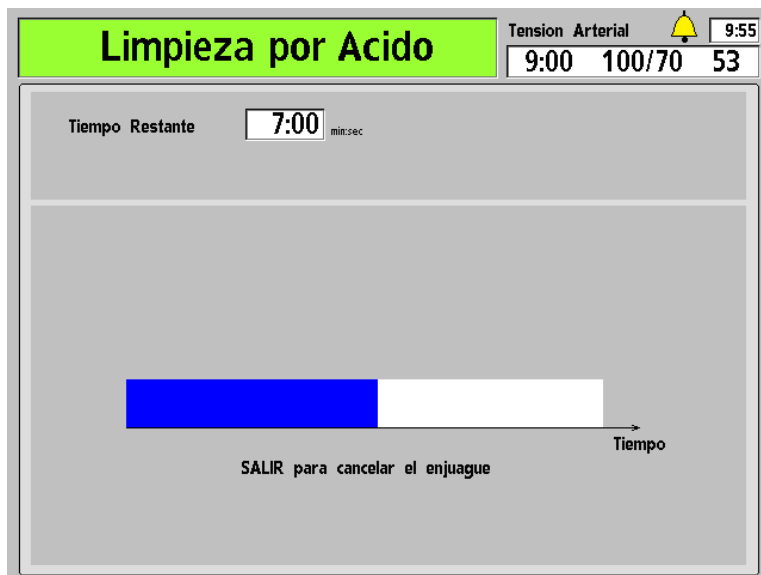 Limpieza por Acido
Tension Arterial 9:55
9:00 100/70 53
Tiempo Restante 7:00 min:sec
Tiempo
SALIR para cancelar el enjuague